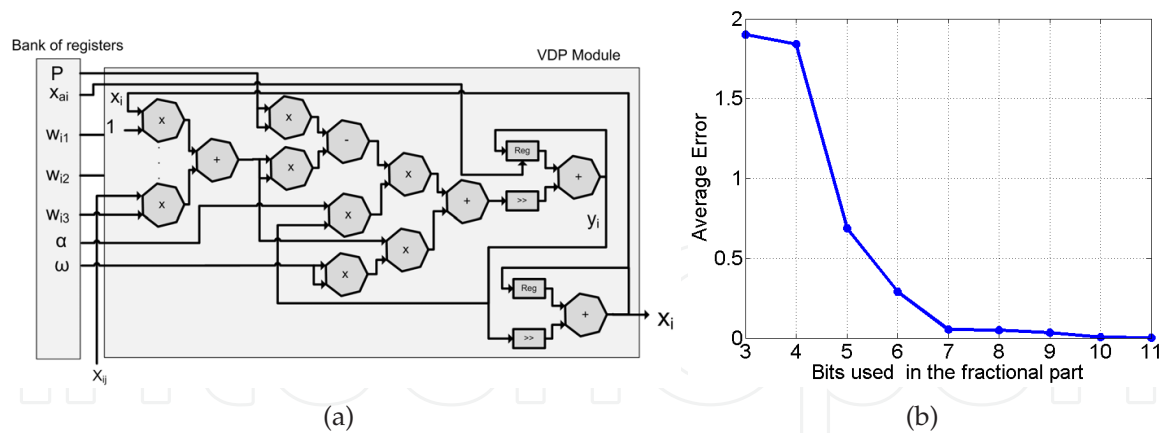 Bank of registers
VDP Module
P
xai
xi
1
wi1
wi2
wi3
α
ω
x
x
+
x
x
-
x
x
x
x
+
Reg
>>
+
yi
Reg
>>
+
xi
xij
(a)
2
1.5
1
0.5
0
Average Error
3 4 5 6 7 8 9 10 11
Bits used in the fractional part
(b)